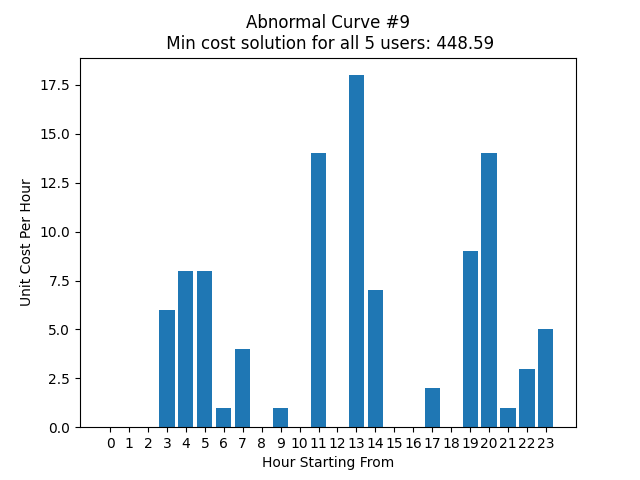 Abnormal Curve #9
Min cost solution for all 5 users: 448.59
17.5
15.0
12.5
10.0
7.5
5.0
2.5
0.0
Unit Cost Per Hour
0 1 2 3 4 5 6 7 8 9 10 11 12 13 14 15 16 17 18 19 20 21 22 23
Hour Starting From